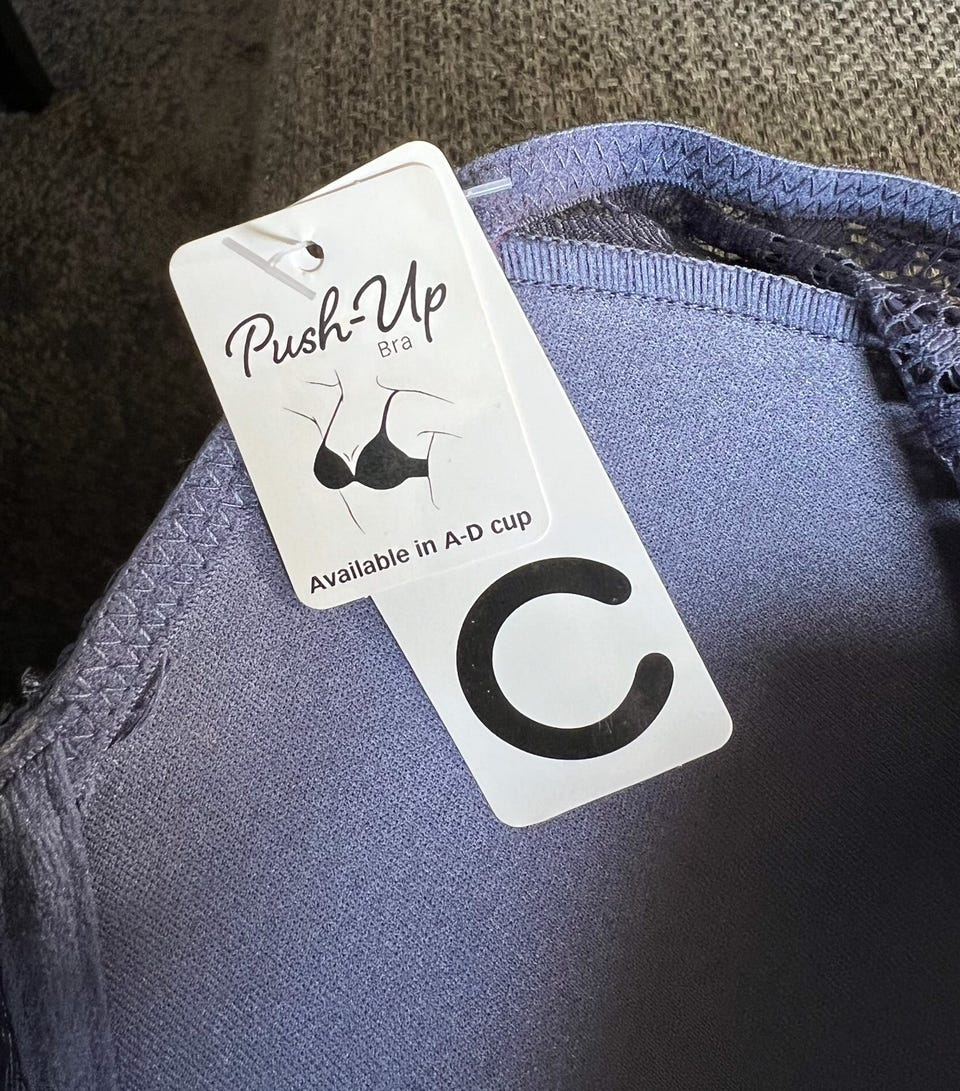 Push-Up
Bra
Available in A-D cup
C